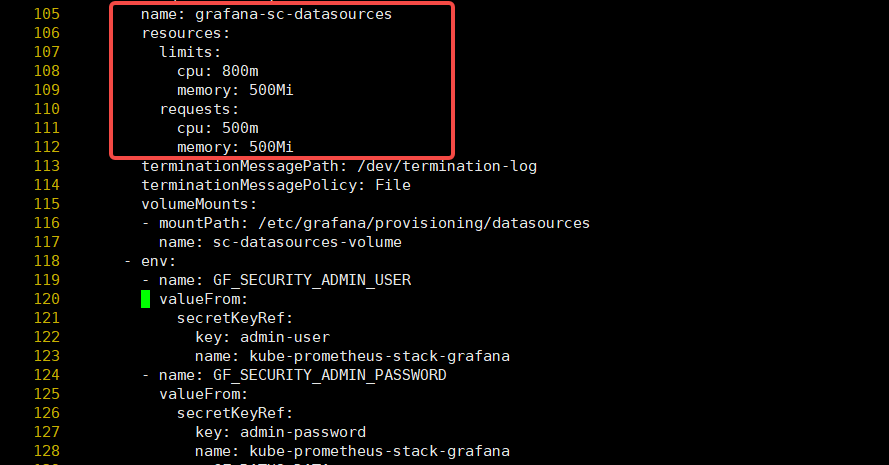 105 name: grafana-sc-datasources
106 resources:
107 limits:
108 cpu: 800m
109 memory: 500Mi
110 requests:
111 cpu: 500m
112 memory: 500Mi
113 terminationMessagePath: /dev/termination-log
114 terminationMessagePolicy: File
115 volumeMounts:
116 - mountPath: /etc/grafana/provisioning/datasources
117 name: sc-datasources-volume
118 - env:
119 - name: GF_SECURITY_ADMIN_USER
120 valueFrom:
121 secretKeyRef:
122 key: admin-user
123 name: kube-prometheus-stack-grafana
124 - name: GF_SECURITY_ADMIN_PASSWORD
125 valueFrom:
126 secretKeyRef:
127 key: admin-password
128 name: kube-prometheus-stack-grafana